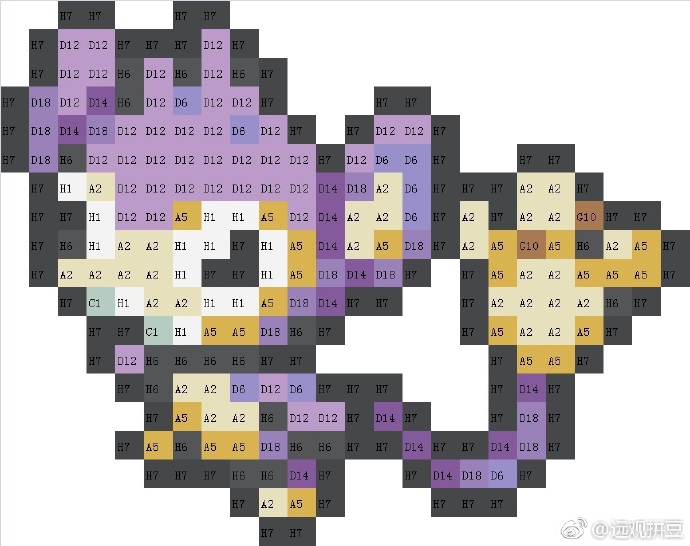 H7 H7 H7 H7
H7 D12 D12 H7 H7 H7 D12 H7
H7 D12 D12 H6 D12 H6 D12 H6 H7
H7 D18 D12 D14 H6 D12 D6 D12 D12 H7 H7 H7
H7 D18 D14 D18 D12 D12 D12 D12 D6 D12 H7 H7 D12 D12 H7
H7 D18 H6 D12 D12 D12 D12 D12 D12 D12 D12 H7 D12 D6 D6 H7 H7 H7
H7 H1 A2 D12 D12 D12 D12 D12 D12 D12 D14 D18 A2 D6 H7 H7 H7 A2 A2 H7
H7 H7 H1 D12 D12 A5 H1 H1 A5 D12 D14 A2 A2 D6 H7 A2 H7 A2 A2 G10 H7 H7
H7 H6 H1 A2 A2 H1 H1 H7 H1 A5 D14 A2 A5 D18 H7 A2 A5 G10 A5 H6 A2 A5 H7
H7 A2 A2 A2 A2 H1 H7 H7 H1 A5 D18 D14 D18 H7 H7 A5 A2 A2 A5 A5 A5 H7
H7 C1 H1 A2 A2 H1 H1 A5 D18 D14 H7 H7 H7 A2 A2 A2 A2 H6 H7
H7 H7 C1 H1 A5 A5 D18 H6 H7 H7 A5 A2 A2 A5 H7
H7 D12 H6 H6 H6 H6 H7 H7 H7 A5 A5 H7
H7 H6 A2 A2 D6 D12 D6 H7 H7 H7 H7 D14 H7
H7 A5 A2 A2 H6 D12 D12 H7 D14 H7 H7 D18 H7
H7 A5 H6 A5 A5 D18 H6 H6 H7 H7 D14 H7 H7 D14 D18 H7
H7 H7 H7 H6 H6 D14 H7 H7 D14 D18 D6 H7
H7 A2 A5 H7 H7 H7 H7
H7 H7
@远观拼豆